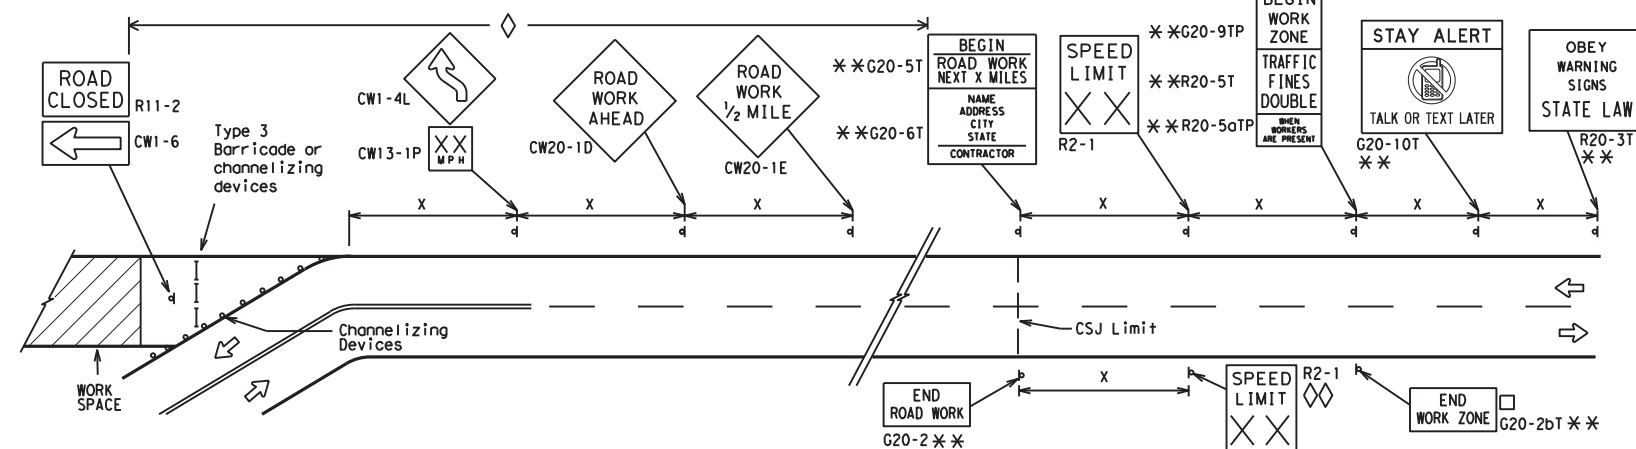 ROAD
CLOSED
R11-2
CW1-6
Type 3
Barricade or
channelizing
devices
CW1-4L
XX
MPH
CW13-1P
ROAD
WORK
AHEAD
CW20-1D
ROAD
WORK
1/2 MILE
CW20-1E
* * G20-5T
BEGIN
ROAD WORK
NEXT X MILES
* * G20-6T
NAME
ADDRESS
CITY
STATE
CONTRACTOR
SPEED
LIMIT
X X
R2-1
* * G20-9TP
BEGIN
WORK
ZONE
* * R20-5T
TRAFFIC
FINES
DOUBLE
* * R20-5aTP
WHEN
WORKERS
ARE PRESENT
STAY ALERT
TALK OR TEXT LATER
G20-10T
* *
OBEY
WARNING
SIGNS
STATE LAW
R20-3T
* *
X
X
X
X
X
X
X
Channelizing
Devices
CSJ Limit
WORK
SPACE
END
ROAD WORK
G20-2 * *
X
SPEED
LIMIT
X X
R2-1
END
WORK ZONE
G20-2bT * *